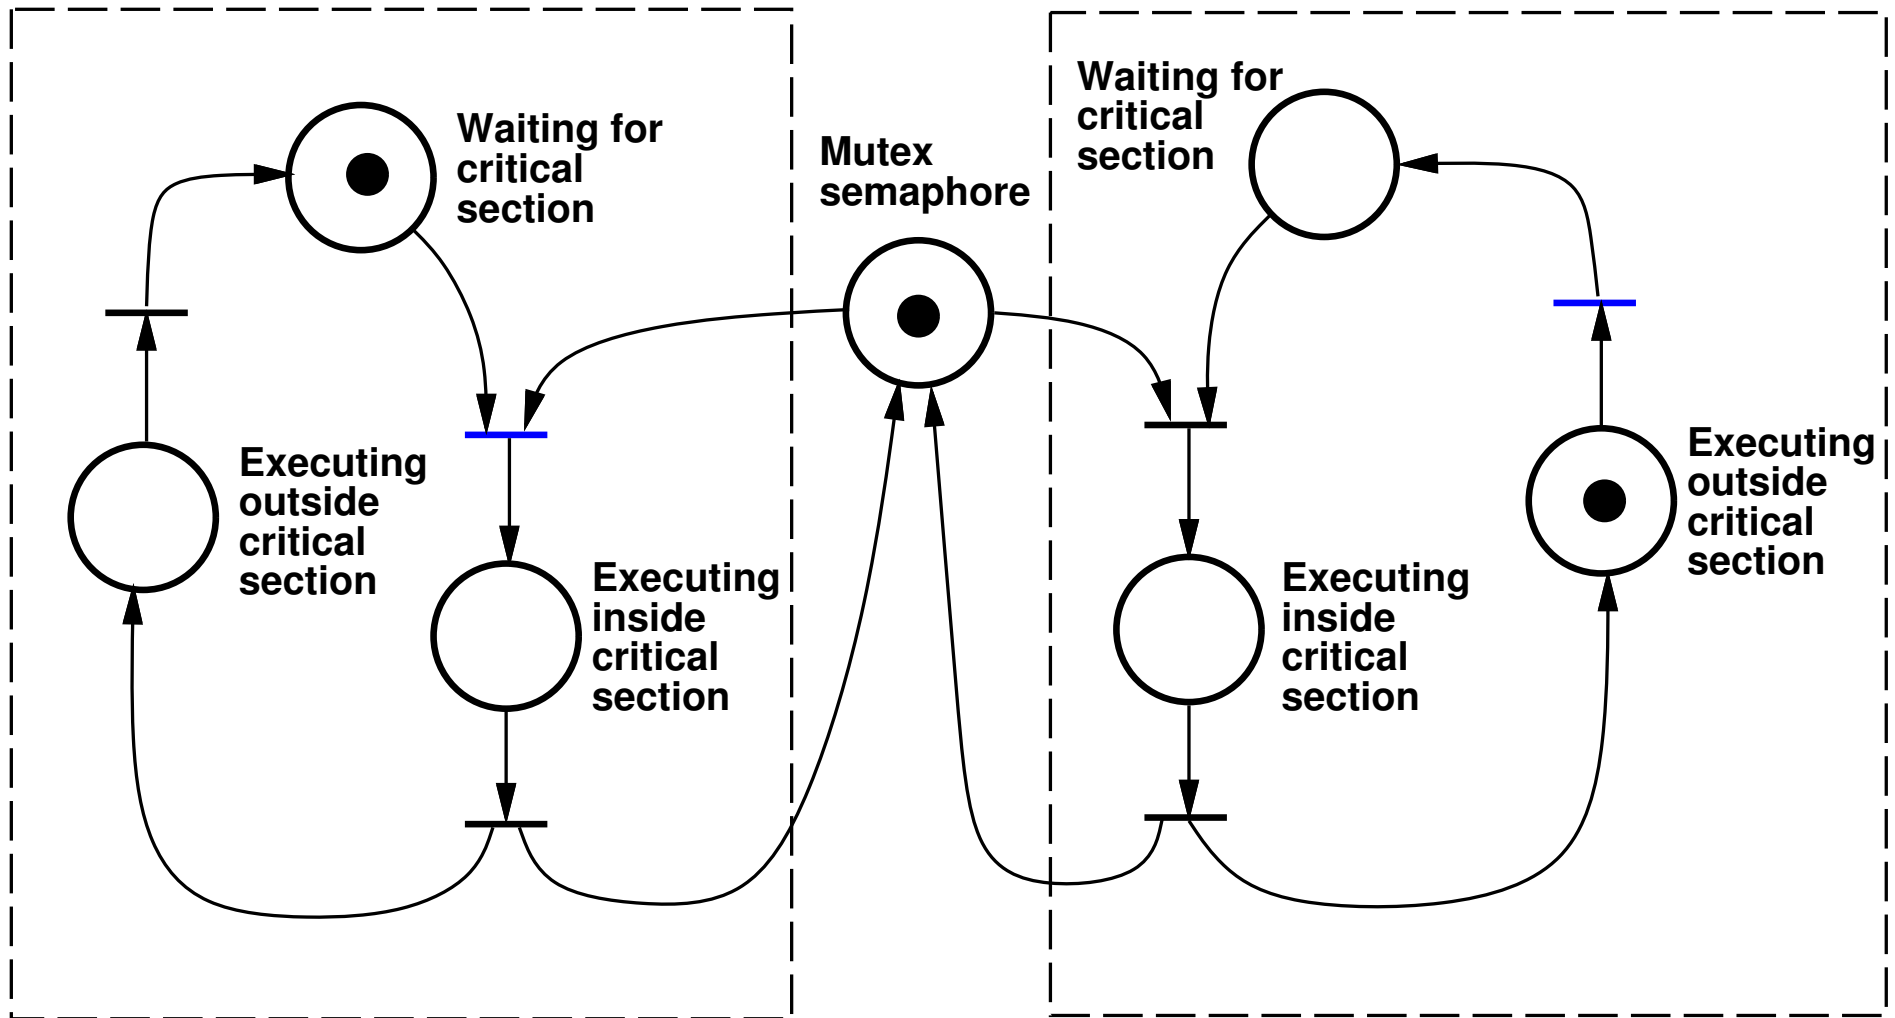 Waiting for
critical
section
Executing
outside
critical
section
Executing
inside
critical
section
Mutex
semaphore
Waiting for
critical
section
Executing
inside
critical
section
Executing
outside
critical
section